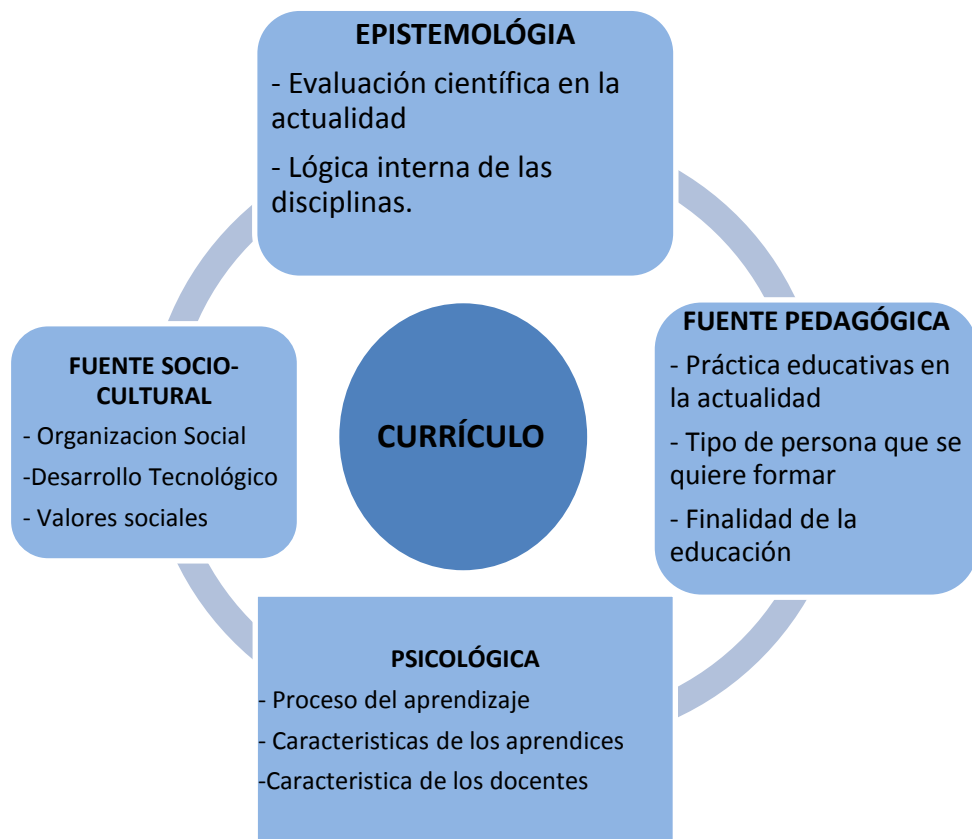 EPISTEMOLÓGIA
- Evaluación científica en la
actualidad
- Lógica interna de las
disciplinas.
FUENTE SOCIO-
CULTURAL
- Organizacion Social
-Desarrollo Tecnológico
- Valores sociales
CURRÍCULO
FUENTE PEDAGÓGICA
- Práctica educativas en
la actualidad
- Tipo de persona que se
quiere formar
- Finalidad de la
educación
PSICOLÓGICA
- Proceso del aprendizaje
- Caracteristicas de los aprendices
-Caracteristica de los docentes